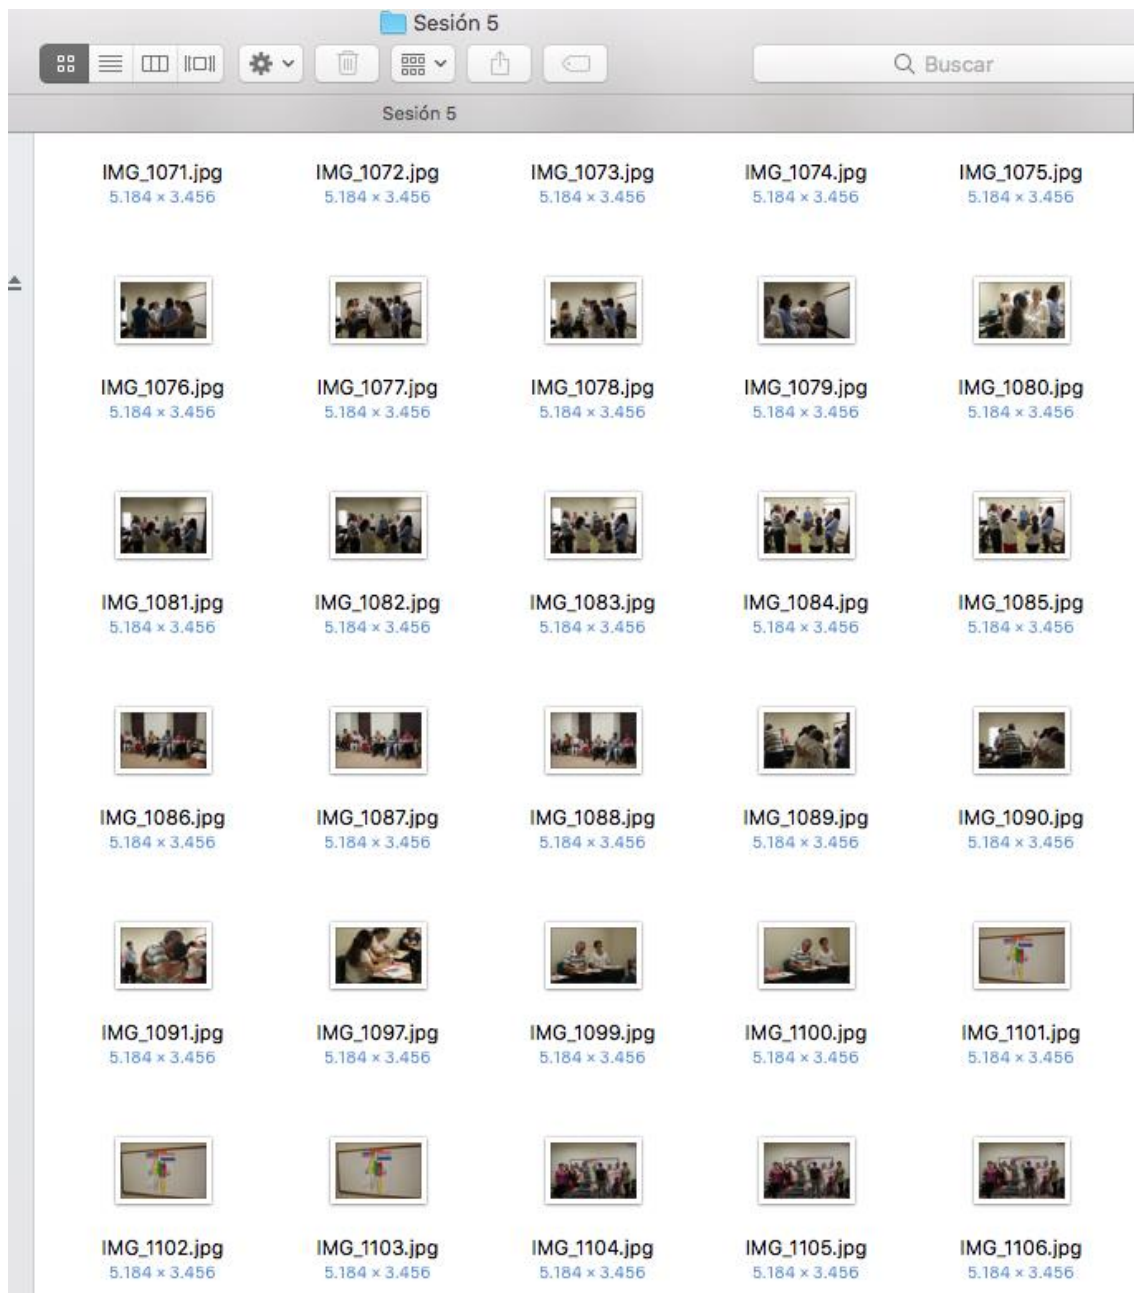 Sesión 5
Buscar
Sesión 5
IMG_1071.jpg IMG_1072.jpg IMG_1073.jpg IMG_1074.jpg IMG_1075.jpg
5.184 × 3.456 5.184 × 3.456 5.184 × 3.456 5.184 × 3.456 5.184 × 3.456
IMG_1076.jpg IMG_1077.jpg IMG_1078.jpg IMG_1079.jpg IMG_1080.jpg
5.184 × 3.456 5.184 × 3.456 5.184 × 3.456 5.184 × 3.456 5.184 × 3.456
IMG_1081.jpg IMG_1082.jpg IMG_1083.jpg IMG_1084.jpg IMG_1085.jpg
5.184 × 3.456 5.184 × 3.456 5.184 × 3.456 5.184 × 3.456 5.184 × 3.456
IMG_1086.jpg IMG_1087.jpg IMG_1088.jpg IMG_1089.jpg IMG_1090.jpg
5.184 × 3.456 5.184 × 3.456 5.184 × 3.456 5.184 × 3.456 5.184 × 3.456
IMG_1091.jpg IMG_1097.jpg IMG_1099.jpg IMG_1100.jpg IMG_1101.jpg
5.184 × 3.456 5.184 × 3.456 5.184 × 3.456 5.184 × 3.456 5.184 × 3.456
IMG_1102.jpg IMG_1103.jpg IMG_1104.jpg IMG_1105.jpg IMG_1106.jpg
5.184 × 3.456 5.184 × 3.456 5.184 × 3.456 5.184 × 3.456 5.184 × 3.456